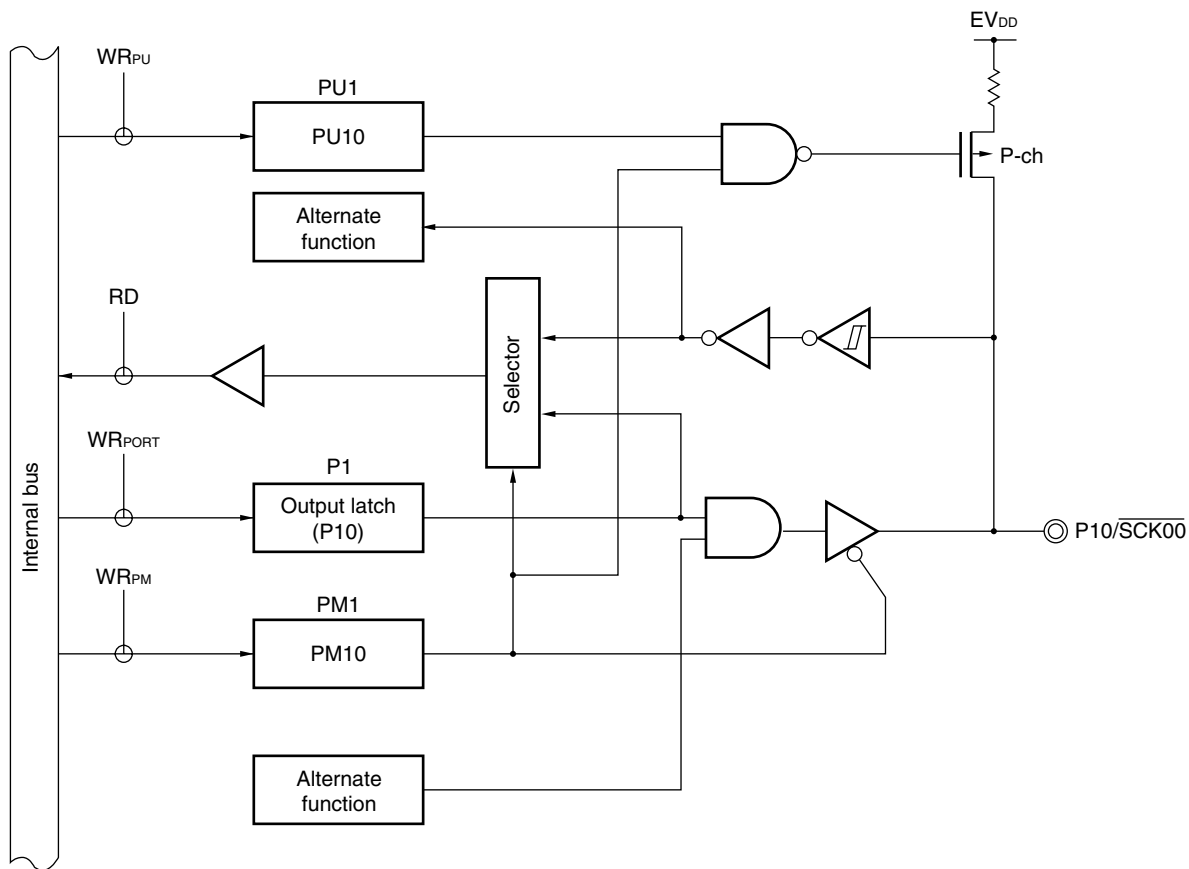 EVDD
WRPU
PU1
PU10
P-ch
Alternate
function
RD
Selector
WRPORT
P1
Output latch
(P10)
P10/SCK00
Internal bus
WRPM
PM1
PM10
Alternate
function